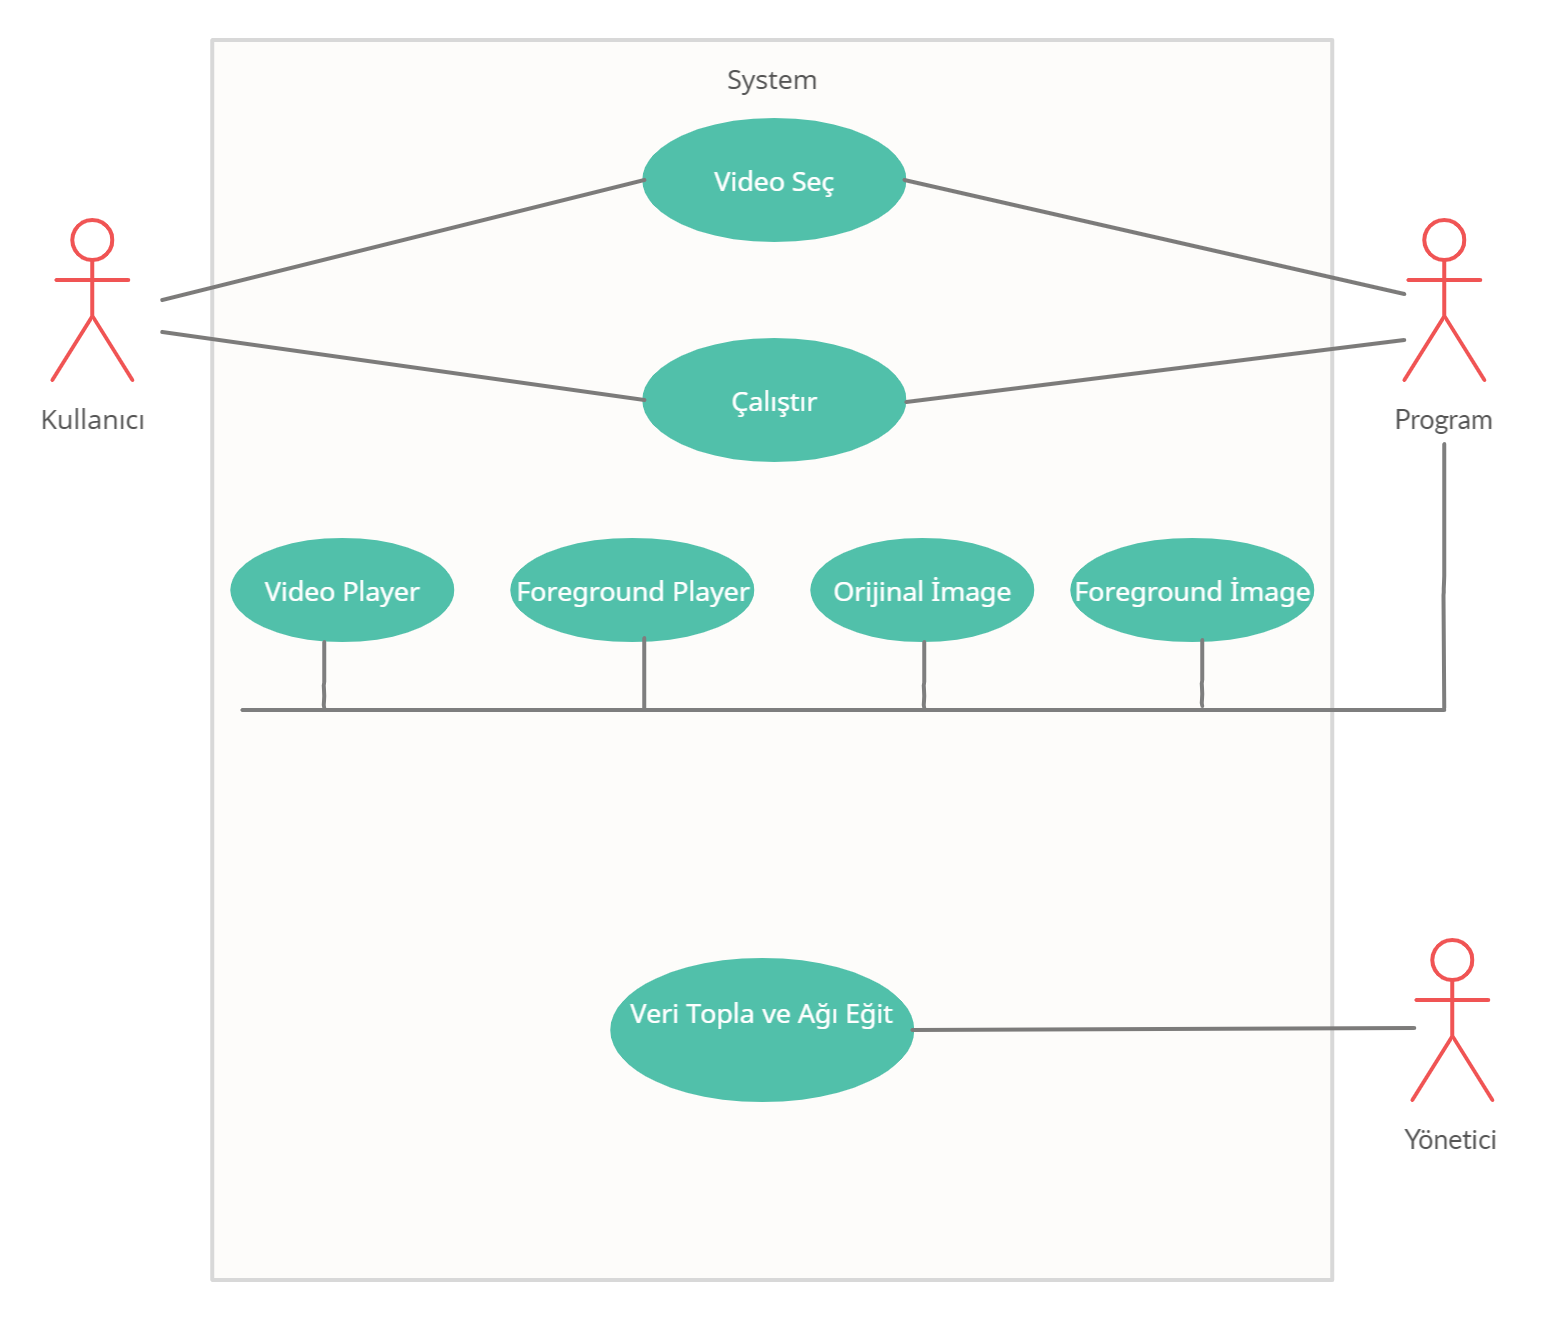 System
Video Seç
Çalıştır
Kullanıcı
Program
Video Player
Foreground Player
Orijinal İmage
Foreground İmage
Veri Topla ve Ağı Eğit
Yönetici